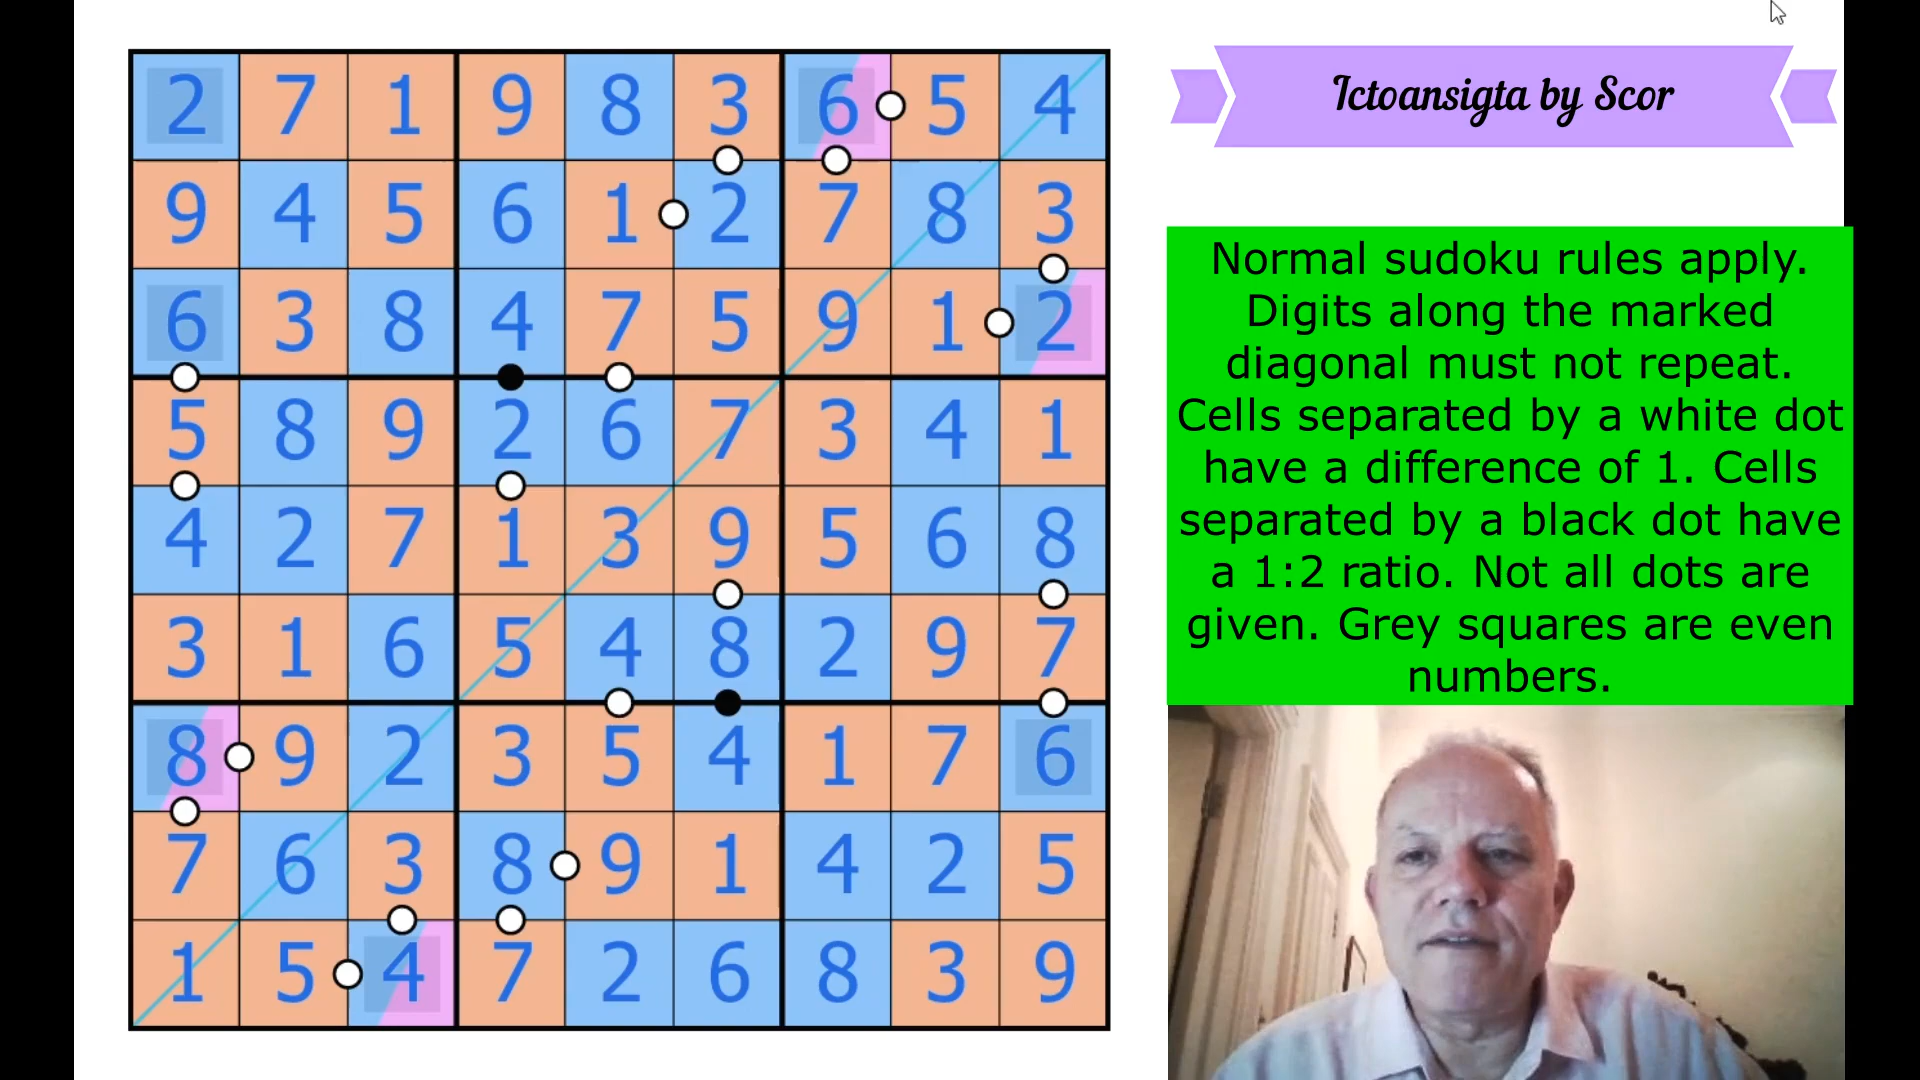 2 7 1 9 8 3 6 5 4
9 4 5 6 1 2 7 8 3
6 3 8 4 7 5 9 1 2
5 8 9 2 6 7 3 4 1
4 2 7 1 3 9 5 6 8
3 1 6 5 4 8 2 9 7
8 9 2 3 5 4 1 7 6
7 6 3 8 9 1 4 2 5
1 5 4 7 2 6 8 3 9
Ictoansigta by Scor
Normal sudoku rules apply.
Digits along the marked
diagonal must not repeat.
Cells separated by a white dot
have a difference of 1. Cells
separated by a black dot have
a 1:2 ratio. Not all dots are
given. Grey squares are even
numbers.